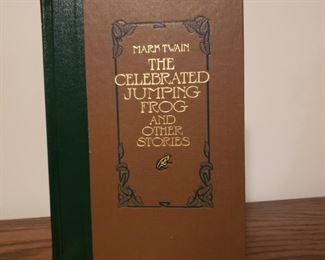 MARK TWAIN
THE
CELEBRATED
JUMPING
FROG
AND
OTHER
STORIES